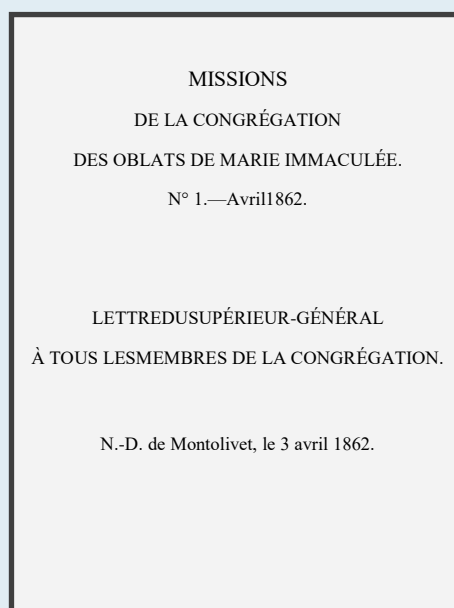 MISSIONS
DE LA CONGRÉGATION
DES OBLATS DE MARIE IMMACULÉE.
N° 1.—Avril1862.
LETTREDUSUPÉRIEUR-GÉNÉRAL
À TOUS LESMEMBRES DE LA CONGRÉGATION.
N.-D. de Montolivet, le 3 avril 1862.